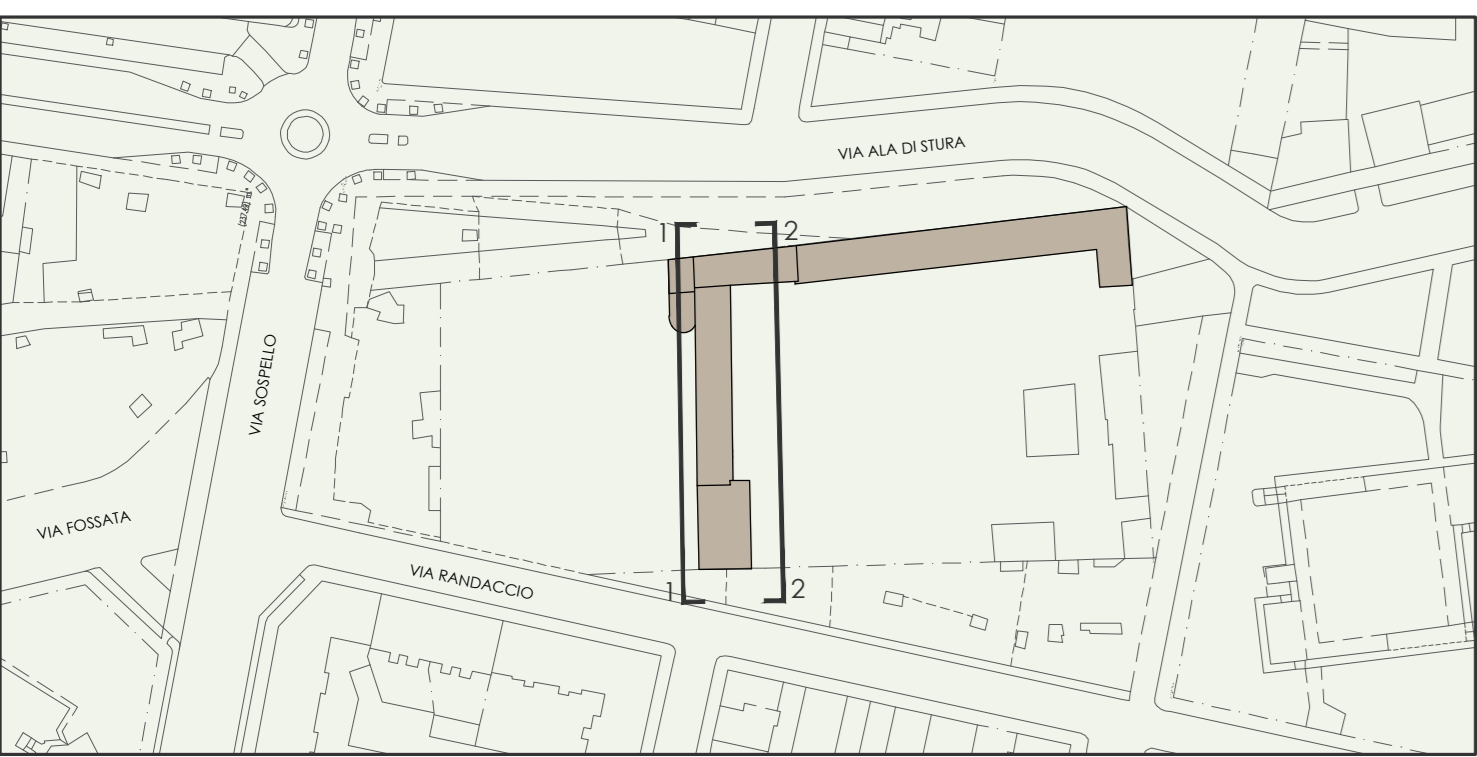 VIA ALA DI STURA
1
2
VIA SOSPELLO
VIA FOSSATA
VIA RANDACCIO
1
2